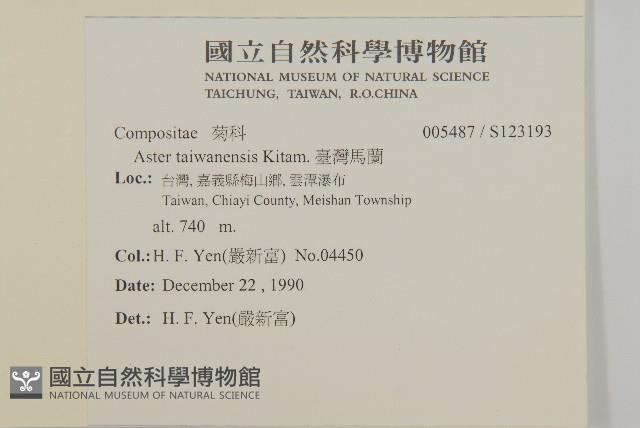 國立自然科學博物館
NATIONAL MUSEUM OF NATURAL SCIENCE
TAICHUNG, TAIWAN, R.O.CHINA
Compositae 菊科 005487 / S123193
Aster taiwanensis Kitam. 臺灣馬蘭
Loc.: 台灣, 嘉義縣梅山鄉, 雲潭瀑布
Taiwan, Chiayi County, Meishan Township
alt. 740 m.
Col.: H. F. Yen(嚴新富) No.04450
Date: December 22 , 1990
Det.: H. F. Yen(嚴新富)
國立自然科學博物館
NATIONAL MUSEUM OF NATURAL SCIENCE